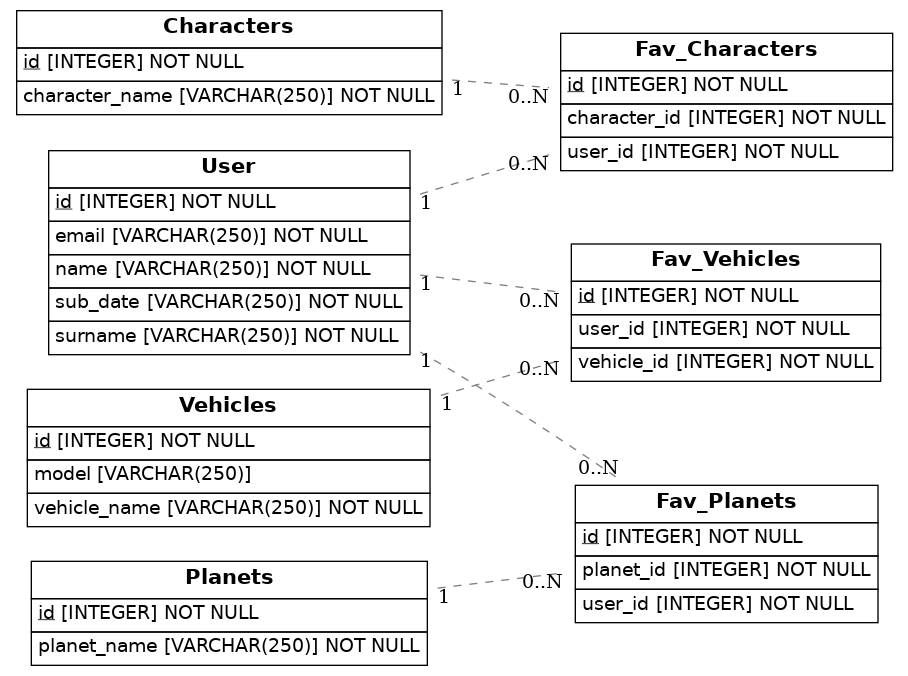 Characters
id [INTEGER] NOT NULL
character_name [VARCHAR(250)] NOT NULL
1
0..N
Fav_Characters
id [INTEGER] NOT NULL
character_id [INTEGER] NOT NULL
user_id [INTEGER] NOT NULL
User
id [INTEGER] NOT NULL
email [VARCHAR(250)] NOT NULL
name [VARCHAR(250)] NOT NULL
sub_date [VARCHAR(250)] NOT NULL
surname [VARCHAR(250)] NOT NULL
1
0..N
1
0..N
1
0..N
Fav_Vehicles
id [INTEGER] NOT NULL
user_id [INTEGER] NOT NULL
vehicle_id [INTEGER] NOT NULL
Vehicles
id [INTEGER] NOT NULL
model [VARCHAR(250)]
vehicle_name [VARCHAR(250)] NOT NULL
1
0..N
Fav_Planets
id [INTEGER] NOT NULL
planet_id [INTEGER] NOT NULL
user_id [INTEGER] NOT NULL
Planets
id [INTEGER] NOT NULL
planet_name [VARCHAR(250)] NOT NULL
1
0..N